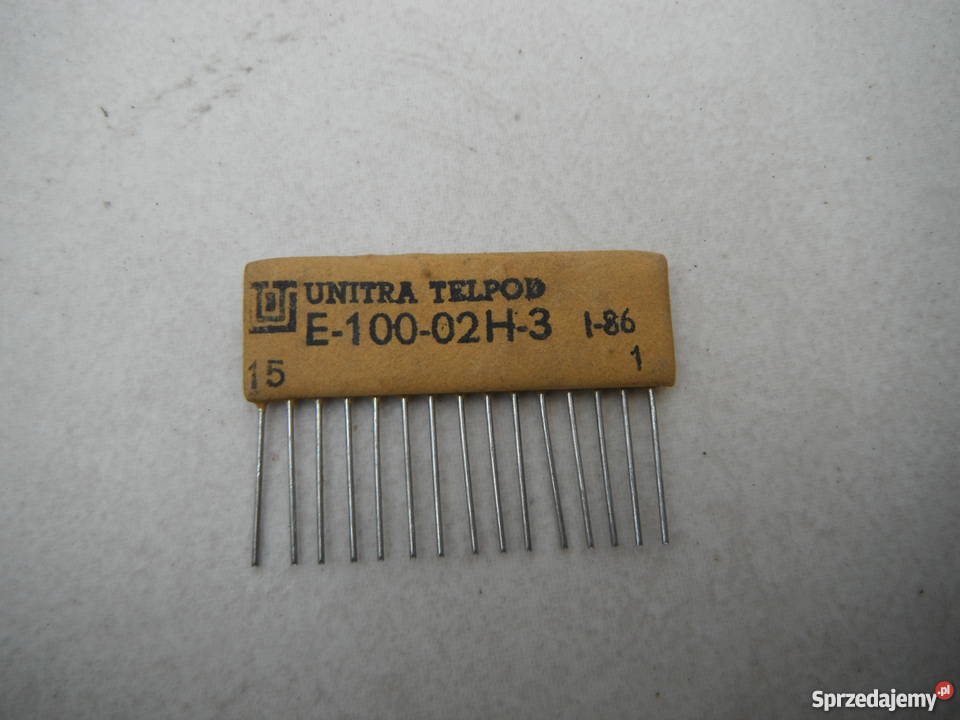 UNITRA TELPOD
E-100-02H-3 I-86
15 1
Sprzedajemy.pl